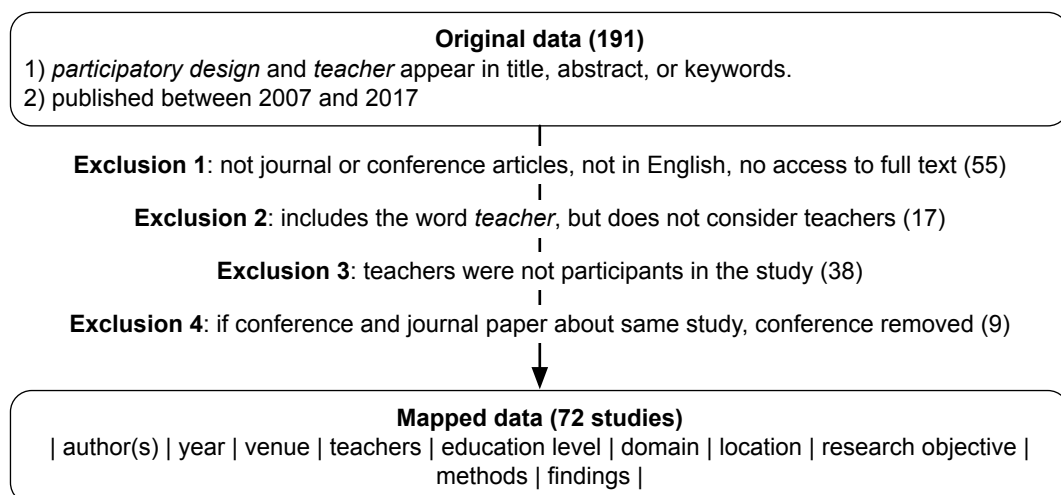 Original data (191)
1) participatory design and teacher appear in title, abstract, or keywords.
2) published between 2007 and 2017
Exclusion 1: not journal or conference articles, not in English, no access to full text (55)
Exclusion 2: includes the word teacher, but does not consider teachers (17)
Exclusion 3: teachers were not participants in the study (38)
Exclusion 4: if conference and journal paper about same study, conference removed (9)
Mapped data (72 studies)
| author(s) | year | venue | teachers | education level | domain | location | research objective |
methods | findings |